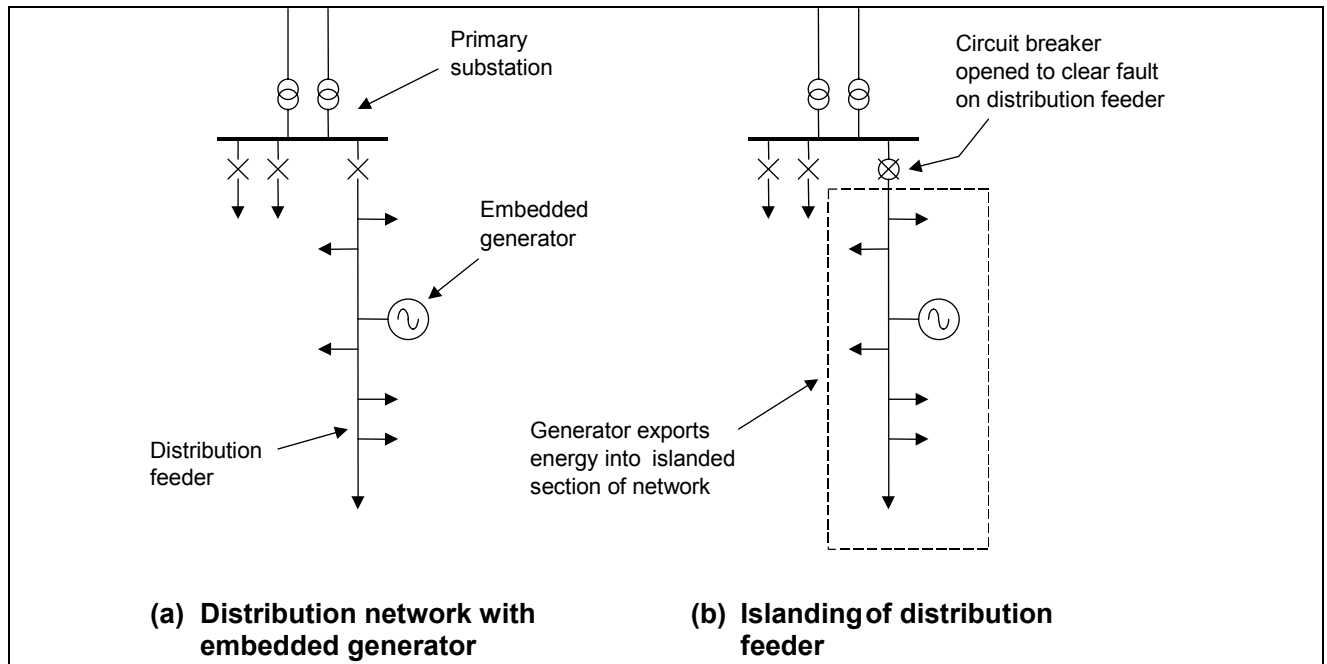 Primary
substation
Embedded
generator
Distribution
feeder
(a) Distribution network with
embedded generator
Circuit breaker
opened to clear fault
on distribution feeder
Generator exports
energy into islanded
section of network
(b) Islanding of distribution
feeder